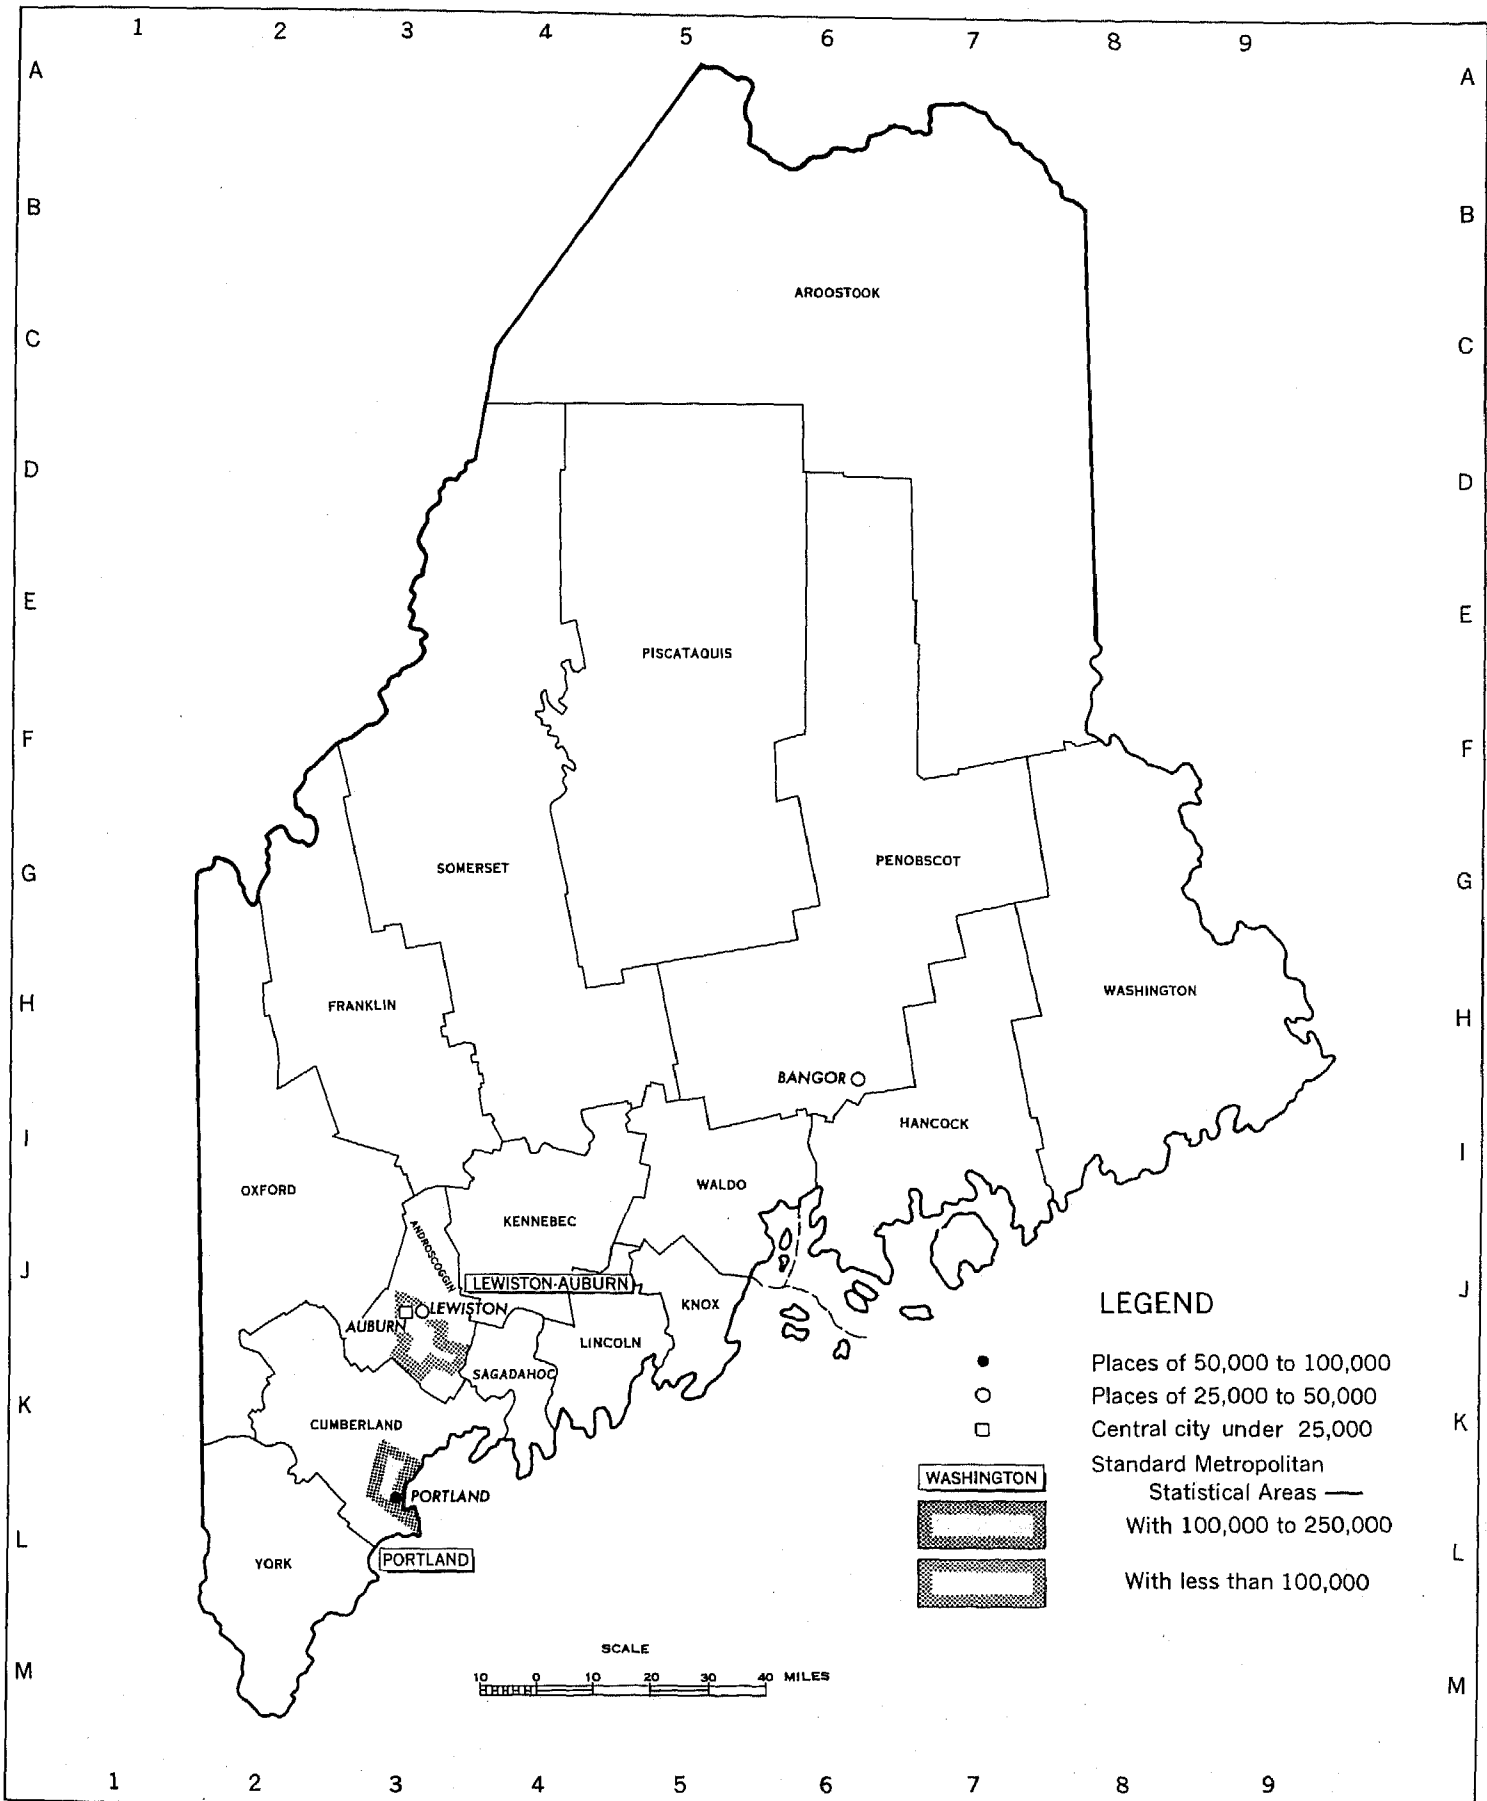 1 2 3 4 5 6 7 8 9
A A
B B
AROOSTOOK
C C
D D
E E
PISCATAQUIS
F F
SOMERSET
PENOBSCOT
G G
FRANKLIN
WASHINGTON
H H
BANGOR
HANCOCK
I I
OXFORD
WALDO
KENNEBEC
ANDROSCOGGIN
J J
LEWISTON-AUBURN
LEWISTON
KNOX
AUBURN
LINCOLN
SAGADAHOC
LEGEND
Places of 50,000 to 100,000
Places of 25,000 to 50,000
K K
CUMBERLAND
Central city under 25,000
WASHINGTON
Standard Metropolitan
Statistical Areas —
PORTLAND
With 100,000 to 250,000
L L
YORK
PORTLAND
With less than 100,000
SCALE
10 0 10 20 30 40 MILES
M M
1 2 3 4 5 6 7 8 9